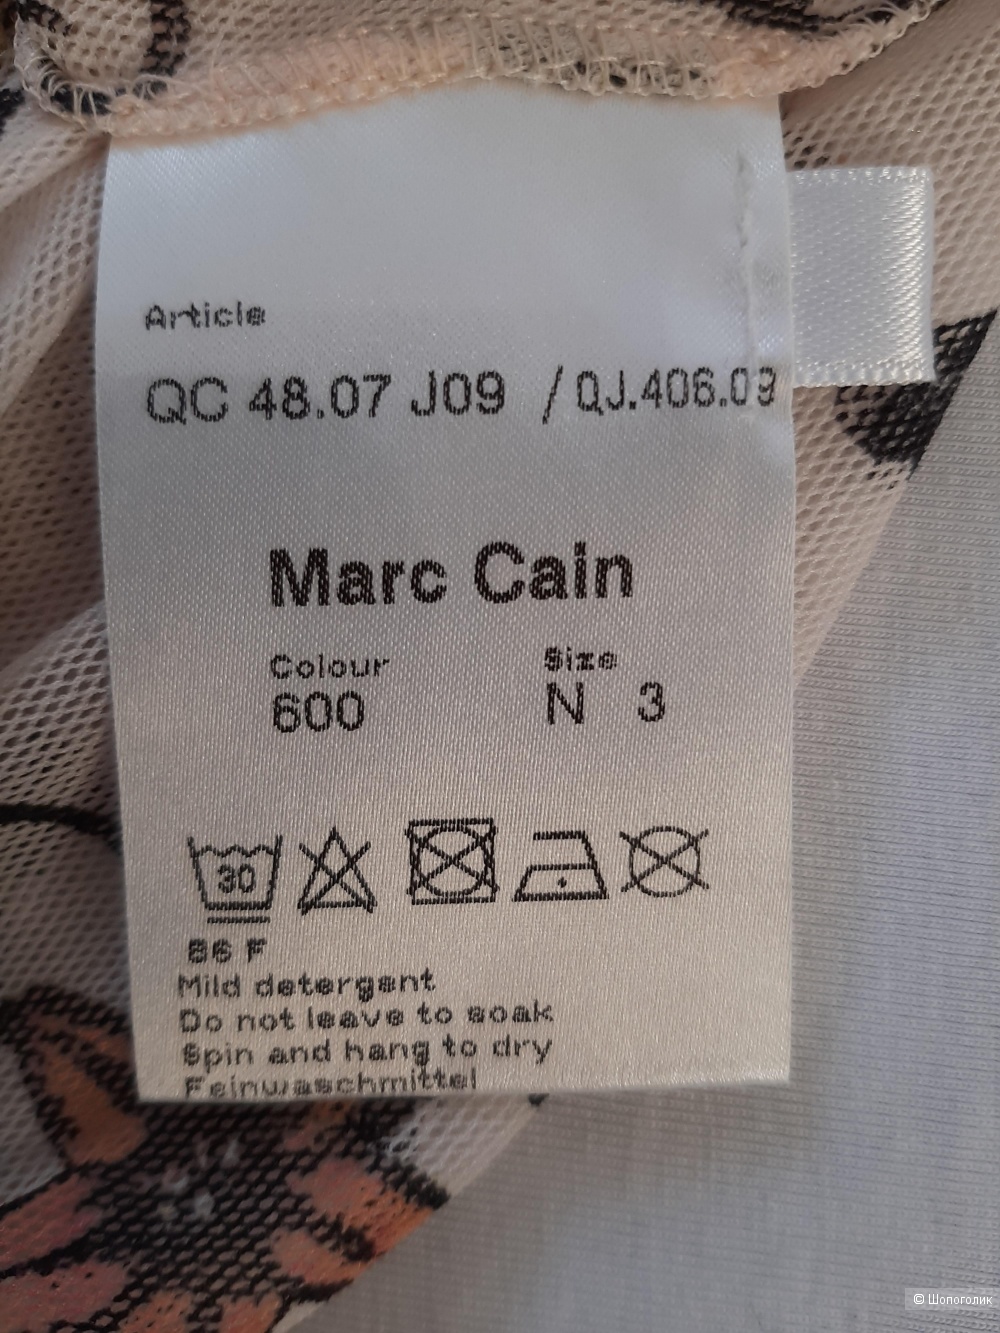 Article
QC 48.07 J09 / QJ.406.09
Marc Cain
Colour Size
600 N 3
30
B6 F
Mild detergent
Do not leave to soak
Spin and hang to dry
Feinwaschmittel
© Шопоголик